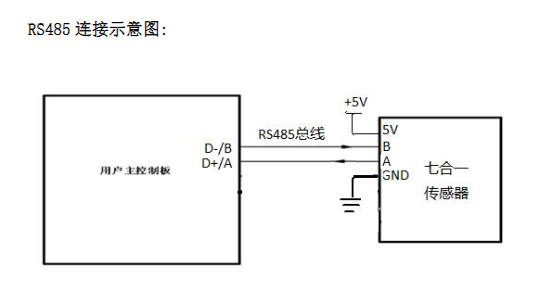 RS485 连接示意图:
+5V
RS485总线
5V
D-/B
B
D+/A
A
用户主控制板
七合一
GND
传感器